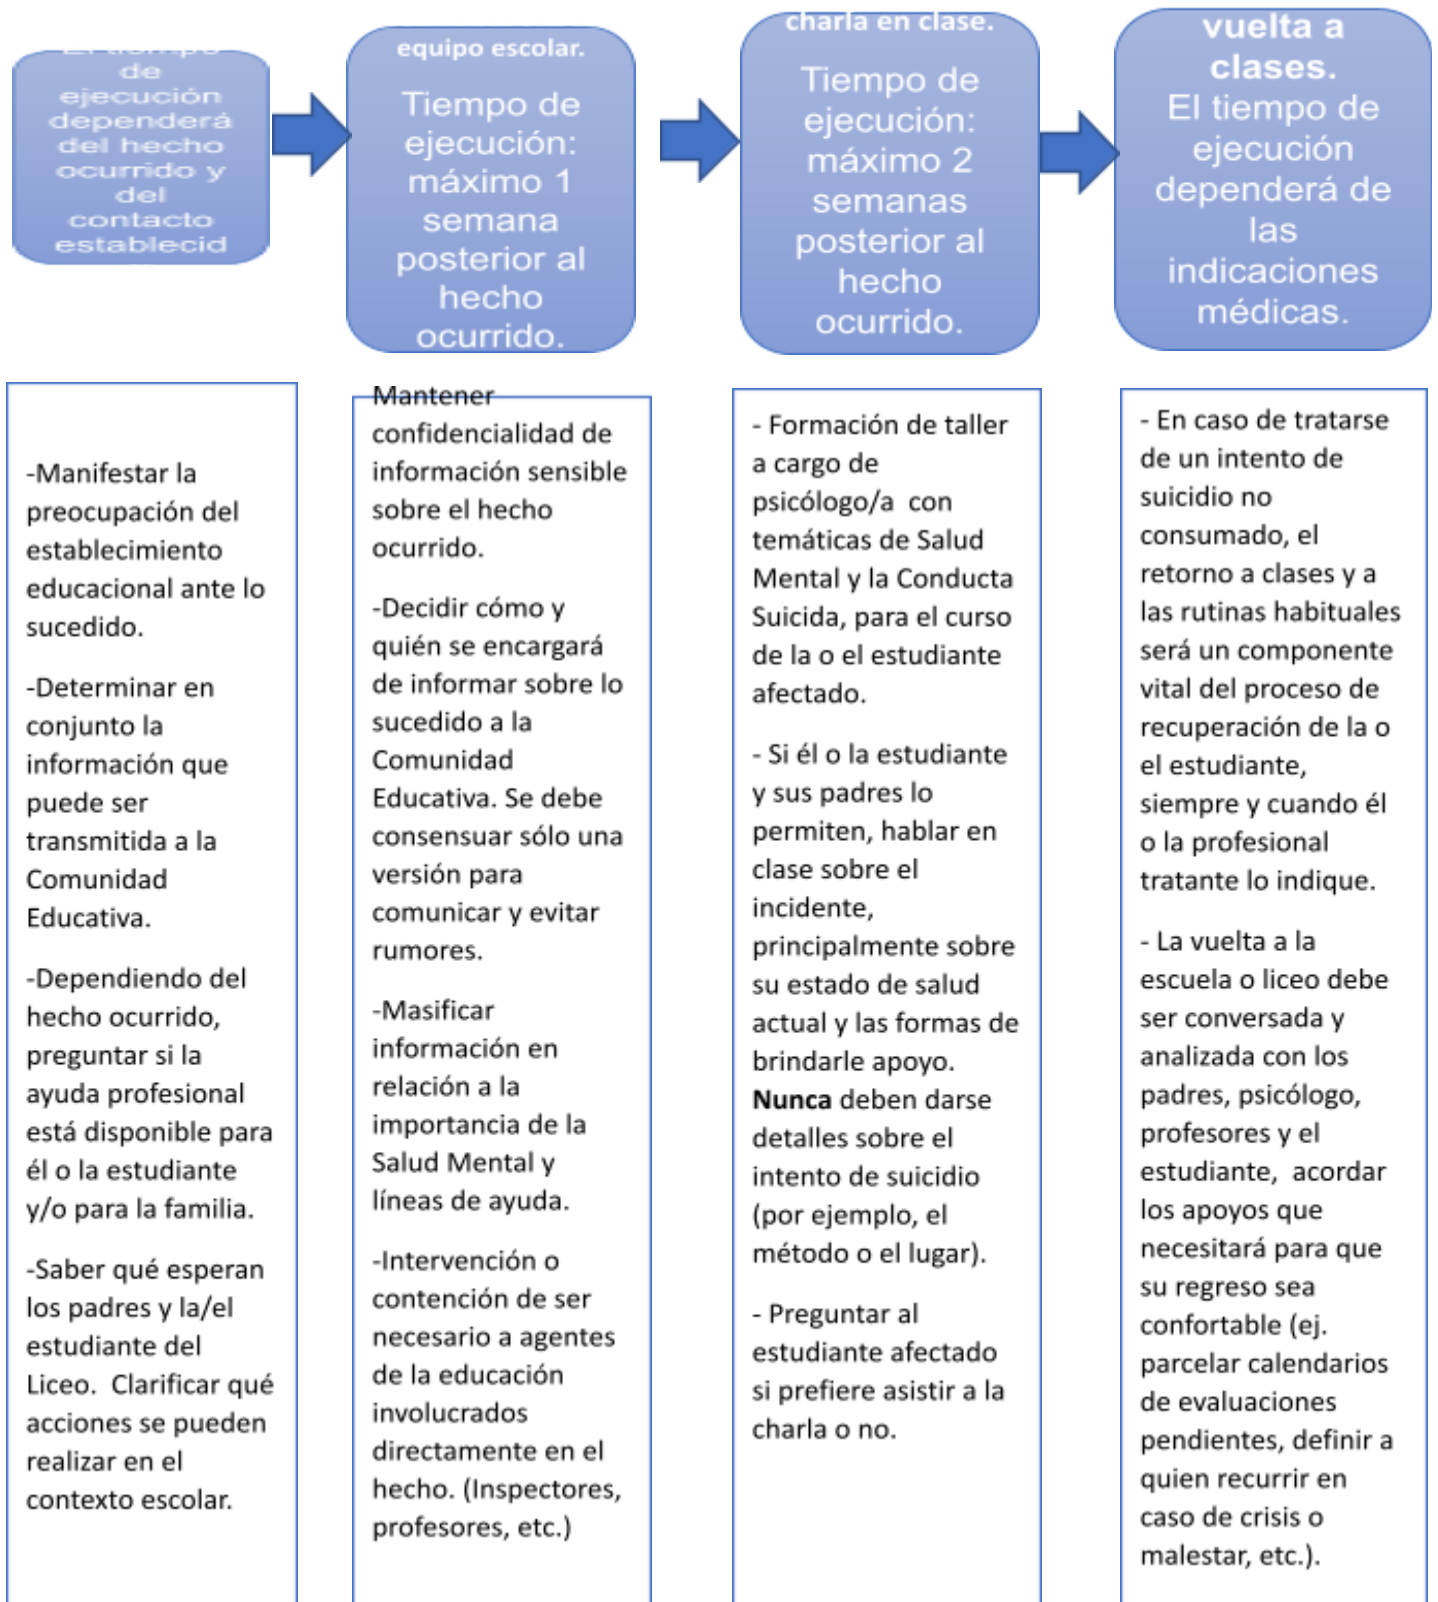 El tiempo
de
ejecución
dependerá
del hecho
ocurrido y
del
contacto
establecid
equipo escolar.
Tiempo de
ejecución:
máximo 1
semana
posterior al
hecho
ocurrido.
charla en clase.
Tiempo de
ejecución:
máximo 2
semanas
posterior al
hecho
ocurrido.
vuelta a
clases.
El tiempo de
ejecución
dependerá de
las
indicaciones
médicas.
-Manifestar la
preocupación del
establecimiento
educacional ante lo
sucedido.
-Determinar en
conjunto la
información que
puede ser
transmitida a la
Comunidad
Educativa.
-Dependiendo del
hecho ocurrido,
preguntar si la
ayuda profesional
está disponible para
él o la estudiante
y/o para la familia.
-Saber qué esperan
los padres y la/el
estudiante del
Liceo.  Clarificar qué
acciones se pueden
realizar en el
contexto escolar.
Mantener
confidencialidad de
información sensible
sobre el hecho
ocurrido.
-Decidir cómo y
quién se encargará
de informar sobre lo
sucedido a la
Comunidad
Educativa. Se debe
consensuar sólo una
versión para
comunicar y evitar
rumores.
-Masificar
información en
relación a la
importancia de la
Salud Mental y
líneas de ayuda.
-Intervención o
contención de ser
necesario a agentes
de la educación
involucrados
directamente en el
hecho. (Inspectores,
profesores, etc.)
- Formación de taller
a cargo de
psicólogo/a  con
temáticas de Salud
Mental y la Conducta
Suicida, para el curso
de la o el estudiante
afectado.
- Si él o la estudiante
y sus padres lo
permiten, hablar en
clase sobre el
incidente,
principalmente sobre
su estado de salud
actual y las formas de
brindarle apoyo.
Nunca deben darse
detalles sobre el
intento de suicidio
(por ejemplo, el
método o el lugar).
- Preguntar al
estudiante afectado
si prefiere asistir a la
charla o no.
- En caso de tratarse
de un intento de
suicidio no
consumado, el
retorno a clases y a
las rutinas habituales
será un componente
vital del proceso de
recuperación de la o
el estudiante,
siempre y cuando él
o la profesional
tratante lo indique.
- La vuelta a la
escuela o liceo debe
ser conversada y
analizada con los
padres, psicólogo,
profesores y el
estudiante,  acordar
los apoyos que
necesitará para que
su regreso sea
confortable (ej.
parcelar calendarios
de evaluaciones
pendientes, definir a
quien recurrir en
caso de crisis o
malestar, etc.).